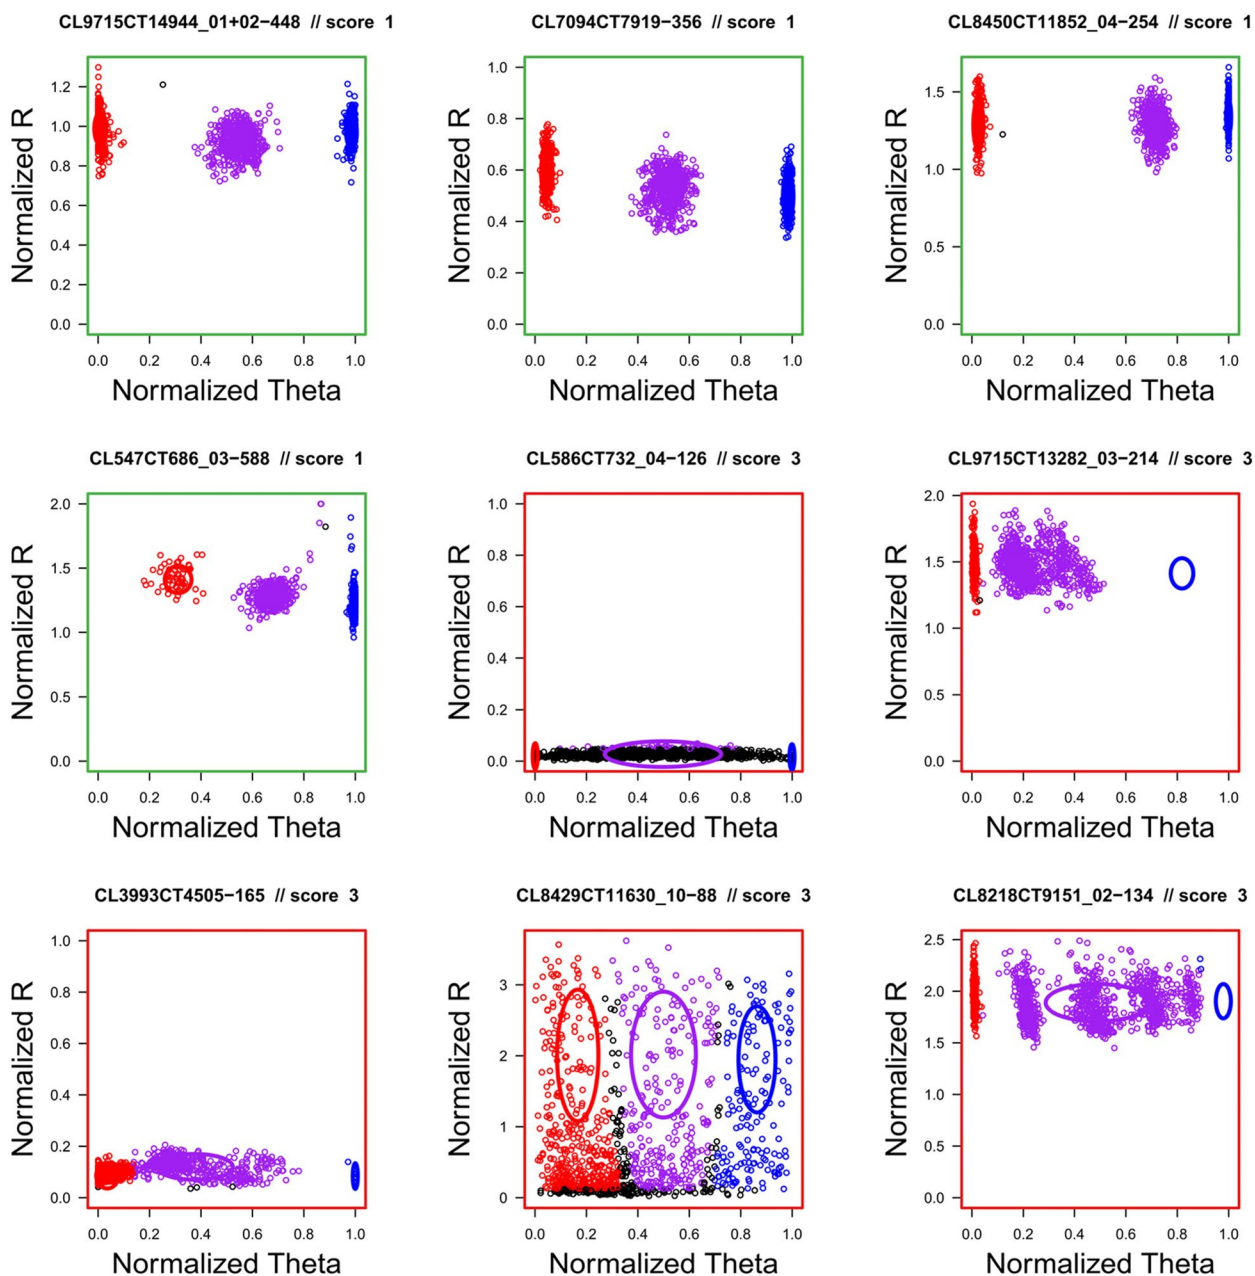 CL9715CT14944_01+02−448 // score 1
CL7094CT7919−356 // score 1
CL8450CT11852_04−254 // score 1
Normalized R
1.2
1.0
0.8
0.6
0.4
0.2
0.0
0.0 0.2 0.4 0.6 0.8 1.0
Normalized Theta
Normalized R
1.0
0.8
0.6
0.4
0.2
0.0
0.0 0.2 0.4 0.6 0.8 1.0
Normalized Theta
Normalized R
1.5
1.0
0.5
0.0
0.0 0.2 0.4 0.6 0.8 1.0
Normalized Theta
CL547CT686_03−588 // score 1
CL586CT732_04−126 // score 3
CL9715CT13282_03−214 // score 3
Normalized R
2.0
1.5
1.0
0.5
0.0
0.0 0.2 0.4 0.6 0.8 1.0
Normalized Theta
Normalized R
1.0
0.8
0.6
0.4
0.2
0.0
0.0 0.2 0.4 0.6 0.8 1.0
Normalized Theta
Normalized R
2.0
1.5
1.0
0.5
0.0
0.0 0.2 0.4 0.6 0.8 1.0
Normalized Theta
CL3993CT4505−165 // score 3
CL8429CT11630_10−88 // score 3
CL8218CT9151_02−134 // score 3
Normalized R
1.0
0.8
0.6
0.4
0.2
0.0
0.0 0.2 0.4 0.6 0.8 1.0
Normalized Theta
Normalized R
3
2
1
0
0.0 0.2 0.4 0.6 0.8 1.0
Normalized Theta
Normalized R
2.5
2.0
1.5
1.0
0.5
0.0
0.0 0.2 0.4 0.6 0.8 1.0
Normalized Theta